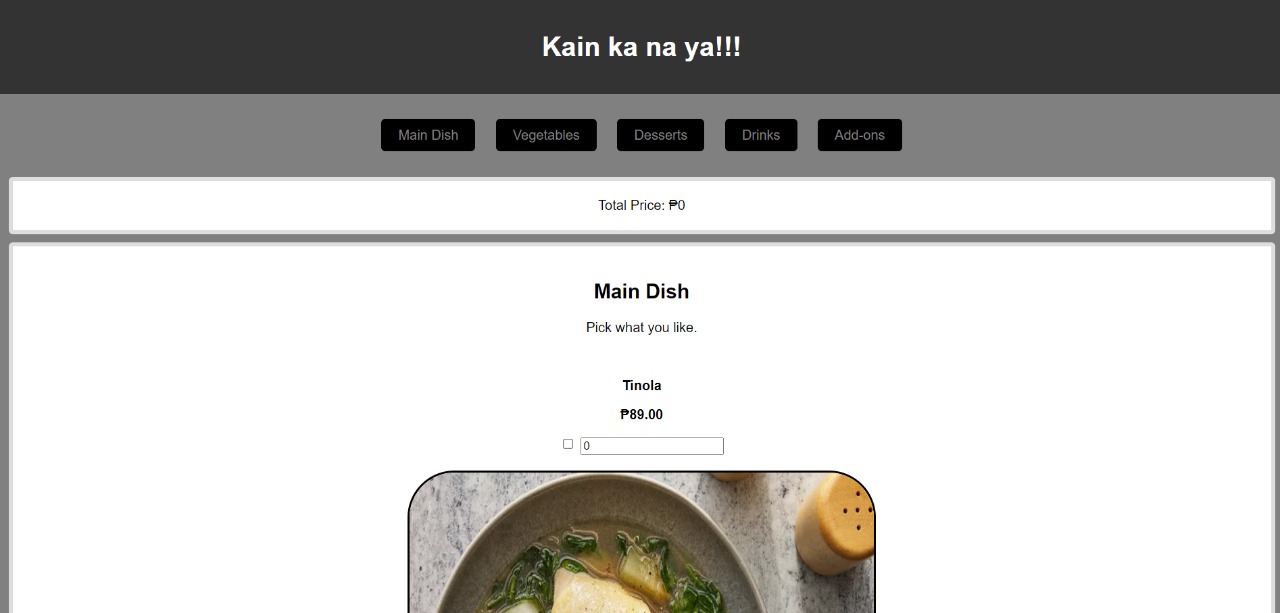 Kain ka na ya!!!
Main Dish Vegetables Desserts Drinks Add-ons
Total Price: ₱0
Main Dish
Pick what you like.
Tinola
₱89.00
0